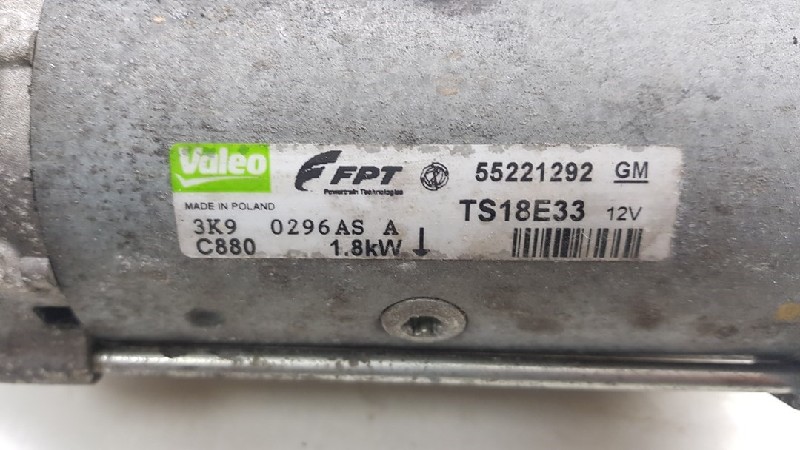 Valeo FPT 55221292 GM
Powertrain Technologies
MADE IN POLAND TS18E33 12V
3K9 0296AS A
C880 1.8kW